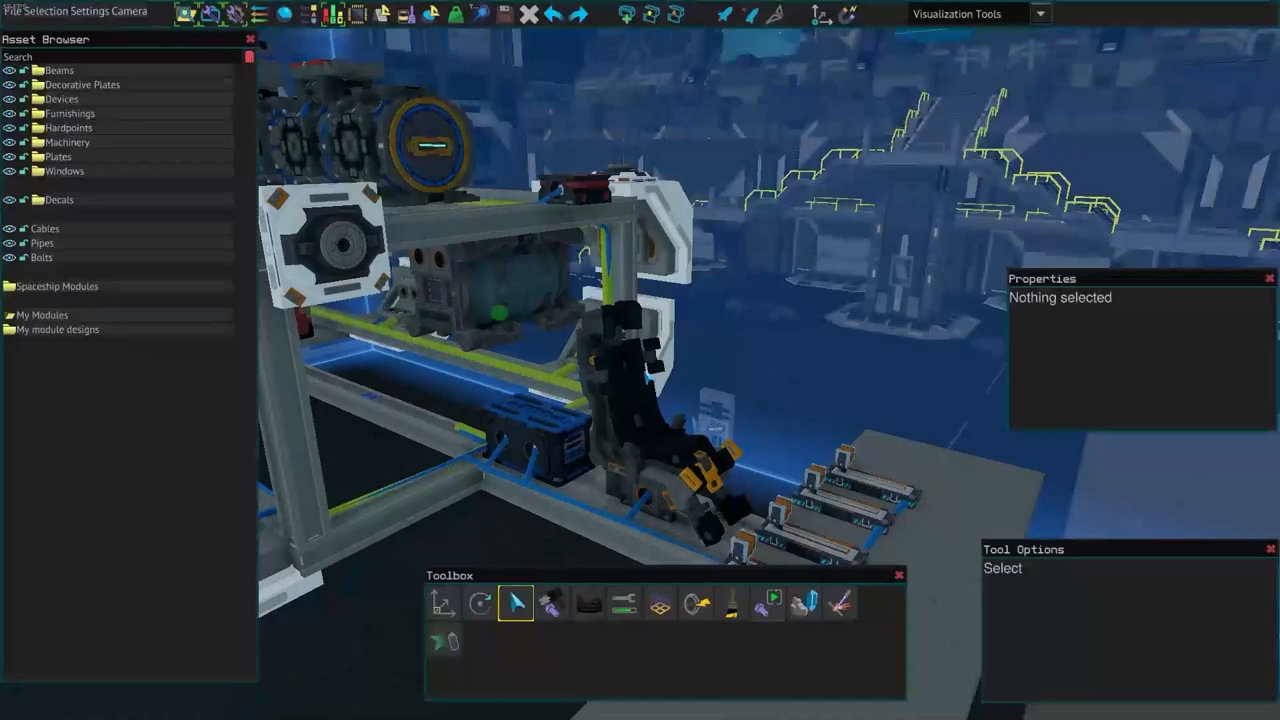 File Selection Settings Camera
Visualization Tools
Asset Browser
Search
Beams
Decorative Plates
Devices
Furnishings
Hardpoints
Machinery
Plates
Windows
Decals
Cables
Pipes
Bolts
Spaceship Modules
My Modules
My module designs
Properties
Nothing selected
Toolbox
Tool Options
Select